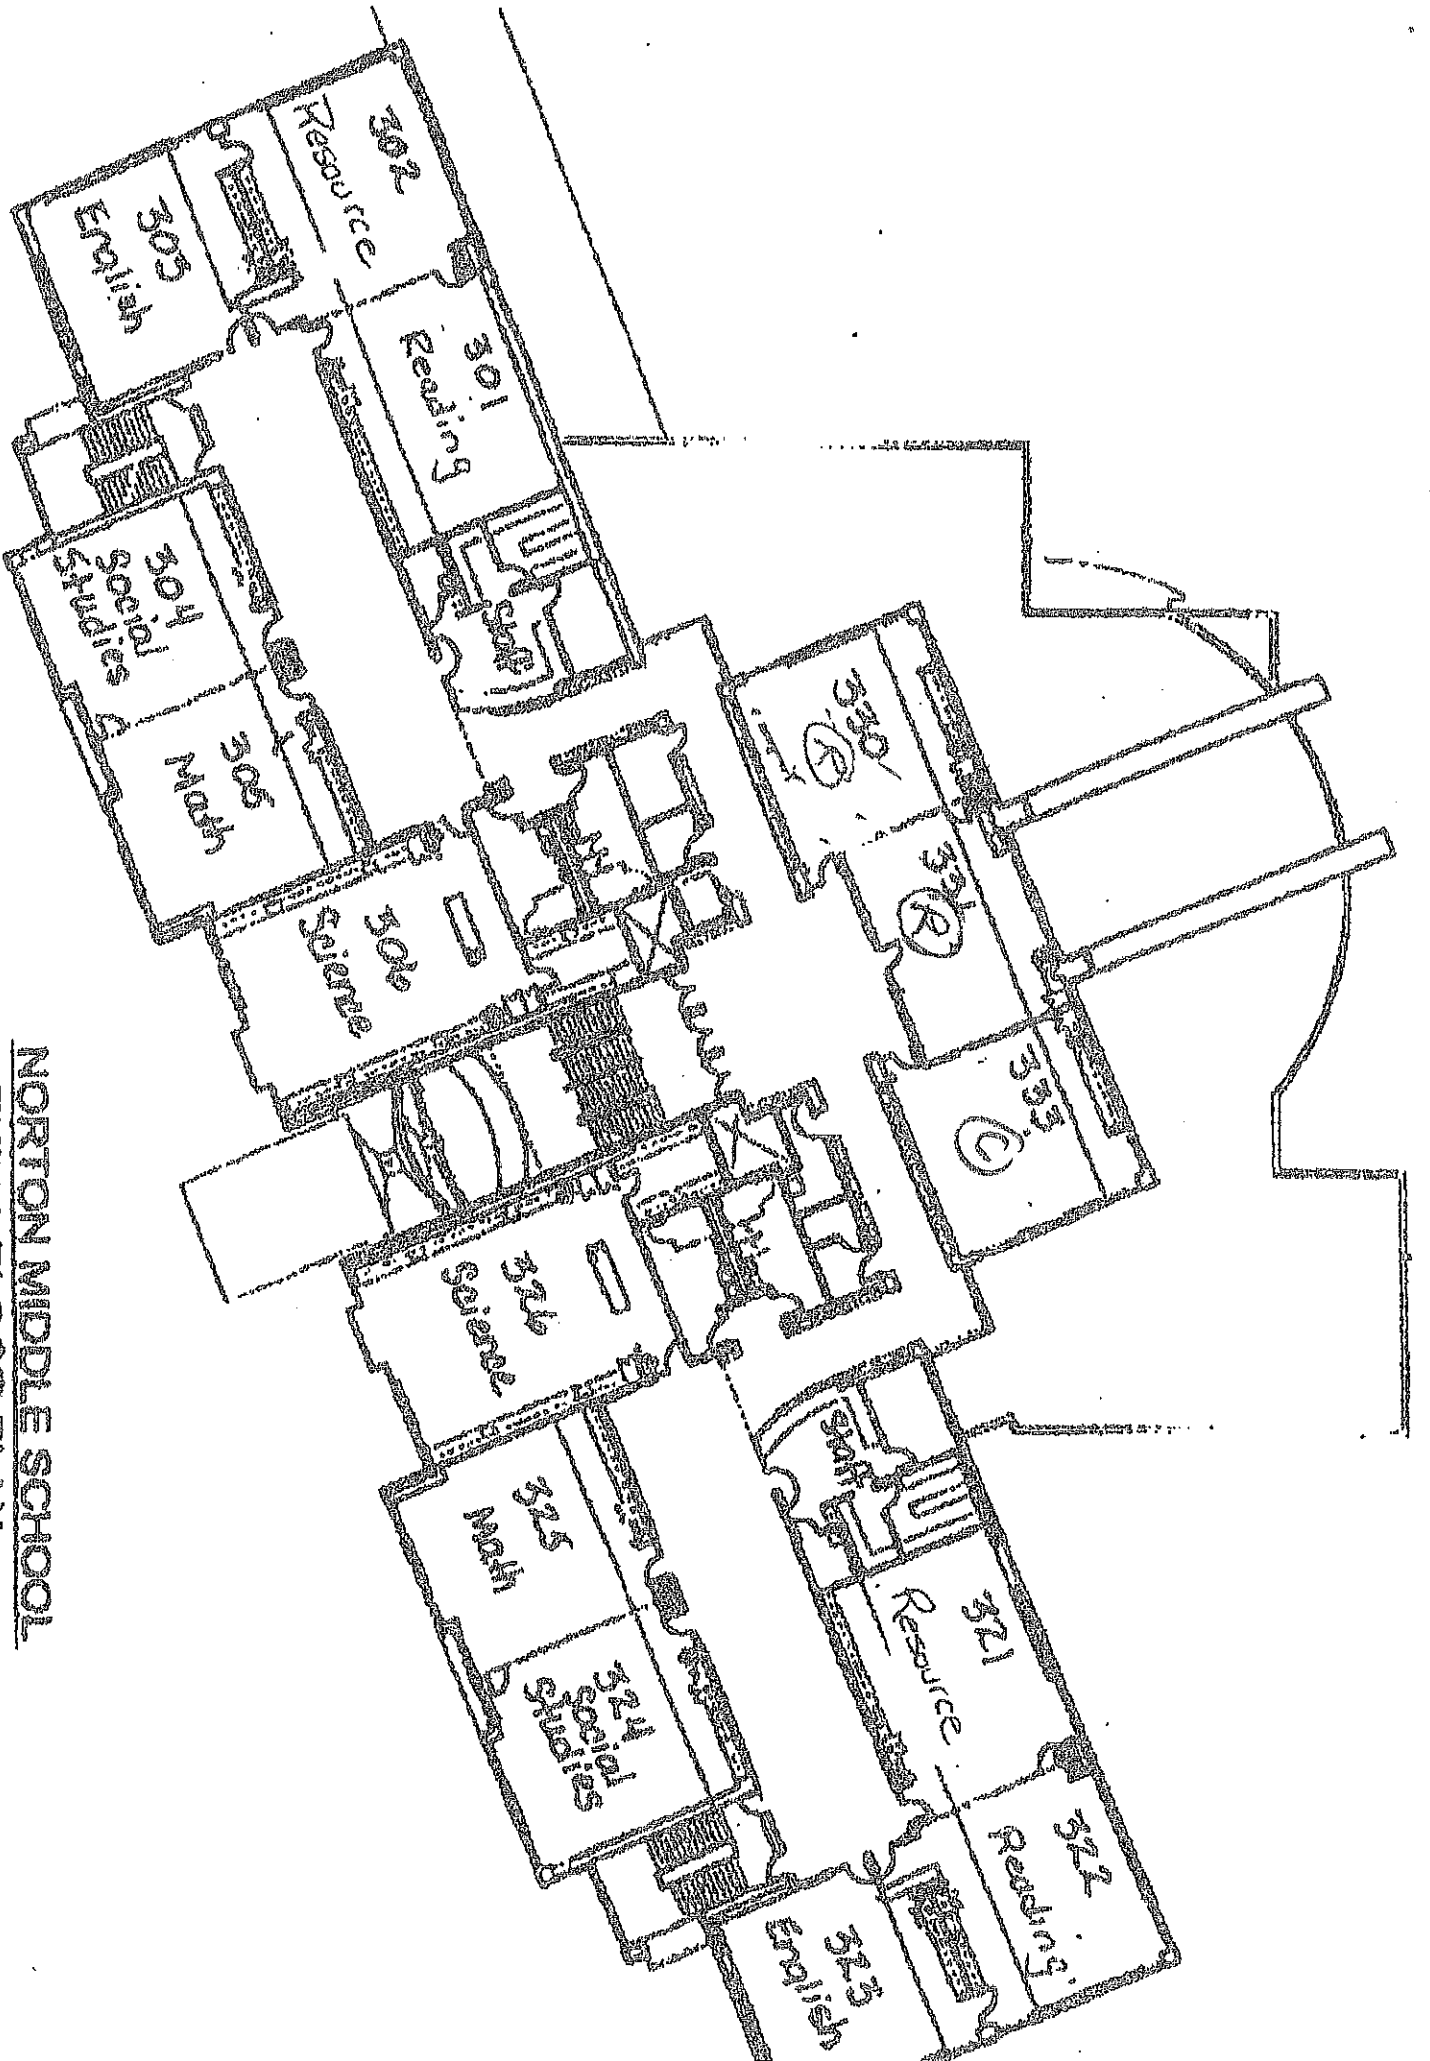 302
Resource
303
English
301
Reading
Staff
304
Social
Studies
305
Math
306
Science
330
R
331
R
333
C
326
Science
Staff
325
Math
324
Social
Studies
321
Resource
322
Reading
323
English
NORTON MIDDLE SCHOOL